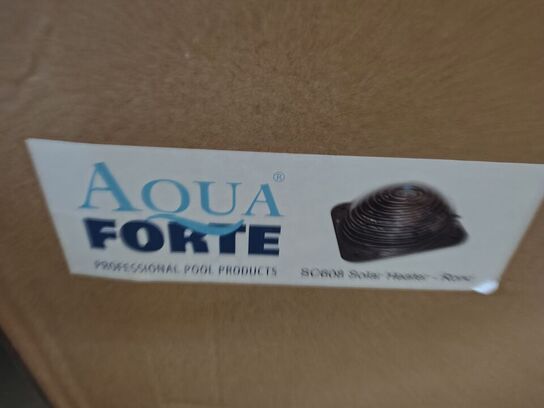 AQUA®
FORTE
PROFESSIONAL POOL PRODUCTS
SC608 Solar Heater -